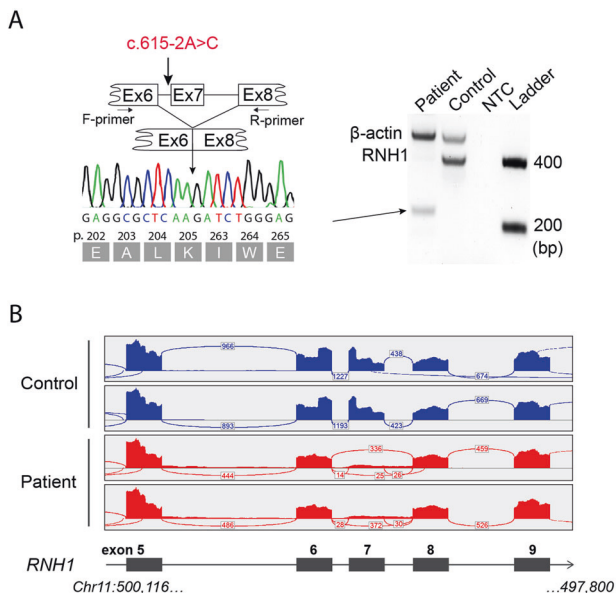 A
c.615-2A>C
Ex6 Ex7 Ex8
F-primer R-primer
Ex6 Ex8
GAGGCGCTCAAGATCTGGGAG
p. 202 203 204 205 263 264 265
E A L K I W E
Patient Control NTC Ladder
β-actin
RNH1
400
200
(bp)
B
Control
966 1227 438 674
893 1193 423 669
Patient
444 14 336 25 26 459
486 28 372 30 526
exon 5 6 7 8 9
RNH1
Chr11:500,116... ...497,800